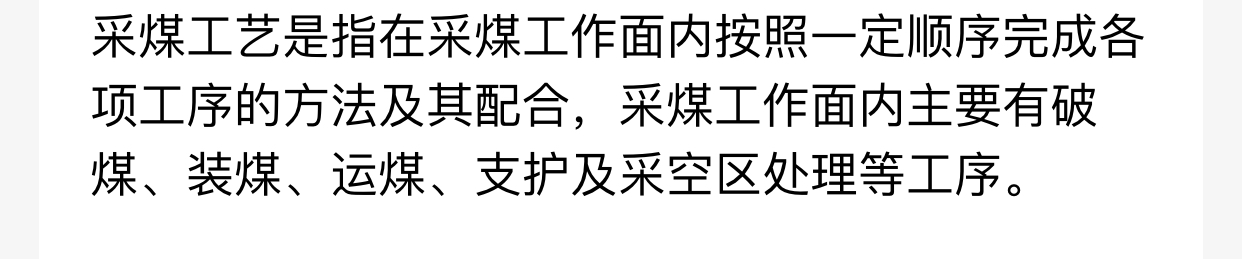 采煤工艺是指在采煤工作面内按照一定顺序完成各
项工序的方法及其配合，采煤工作面内主要有破
煤、装煤、运煤、支护及采空区处理等工序。